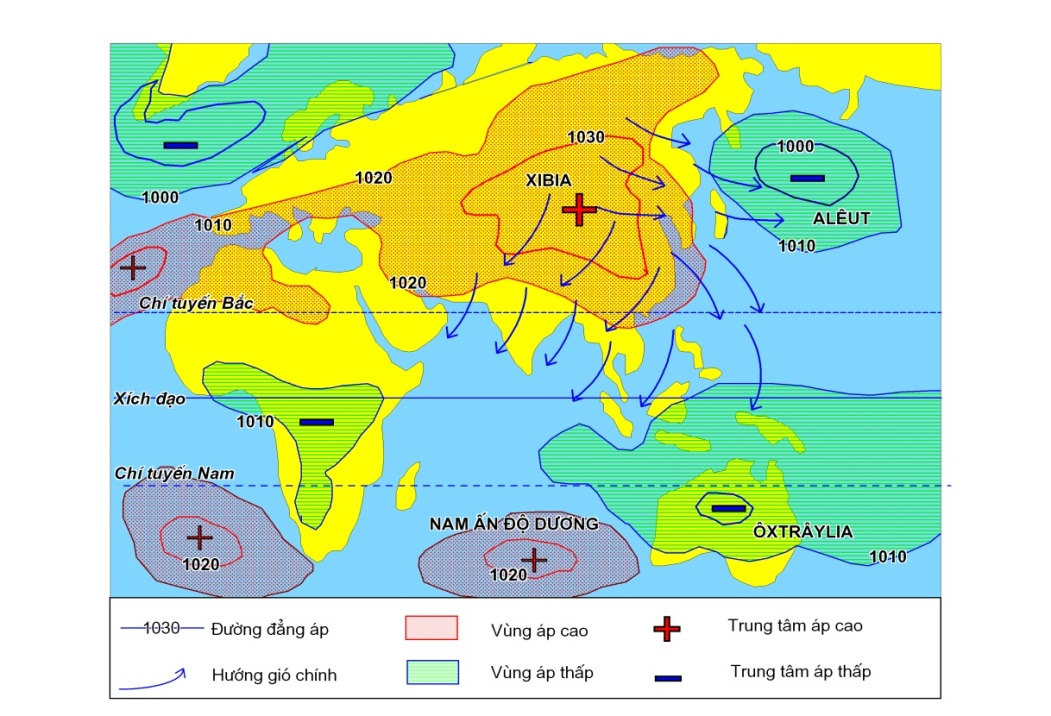 1030
1000
XIBIA
1020
1000
ALÊUT
1010
1010
1020
Chí tuyến Bắc
Xích đạo
1010
Chí tuyến Nam
NAM ẤN ĐỘ DƯƠNG
ÔXTRÂYLIA
1010
1020
1020
1030 Đường đẳng áp
Vùng áp cao
Trung tâm áp cao
Hướng gió chính
Vùng áp thấp
Trung tâm áp thấp